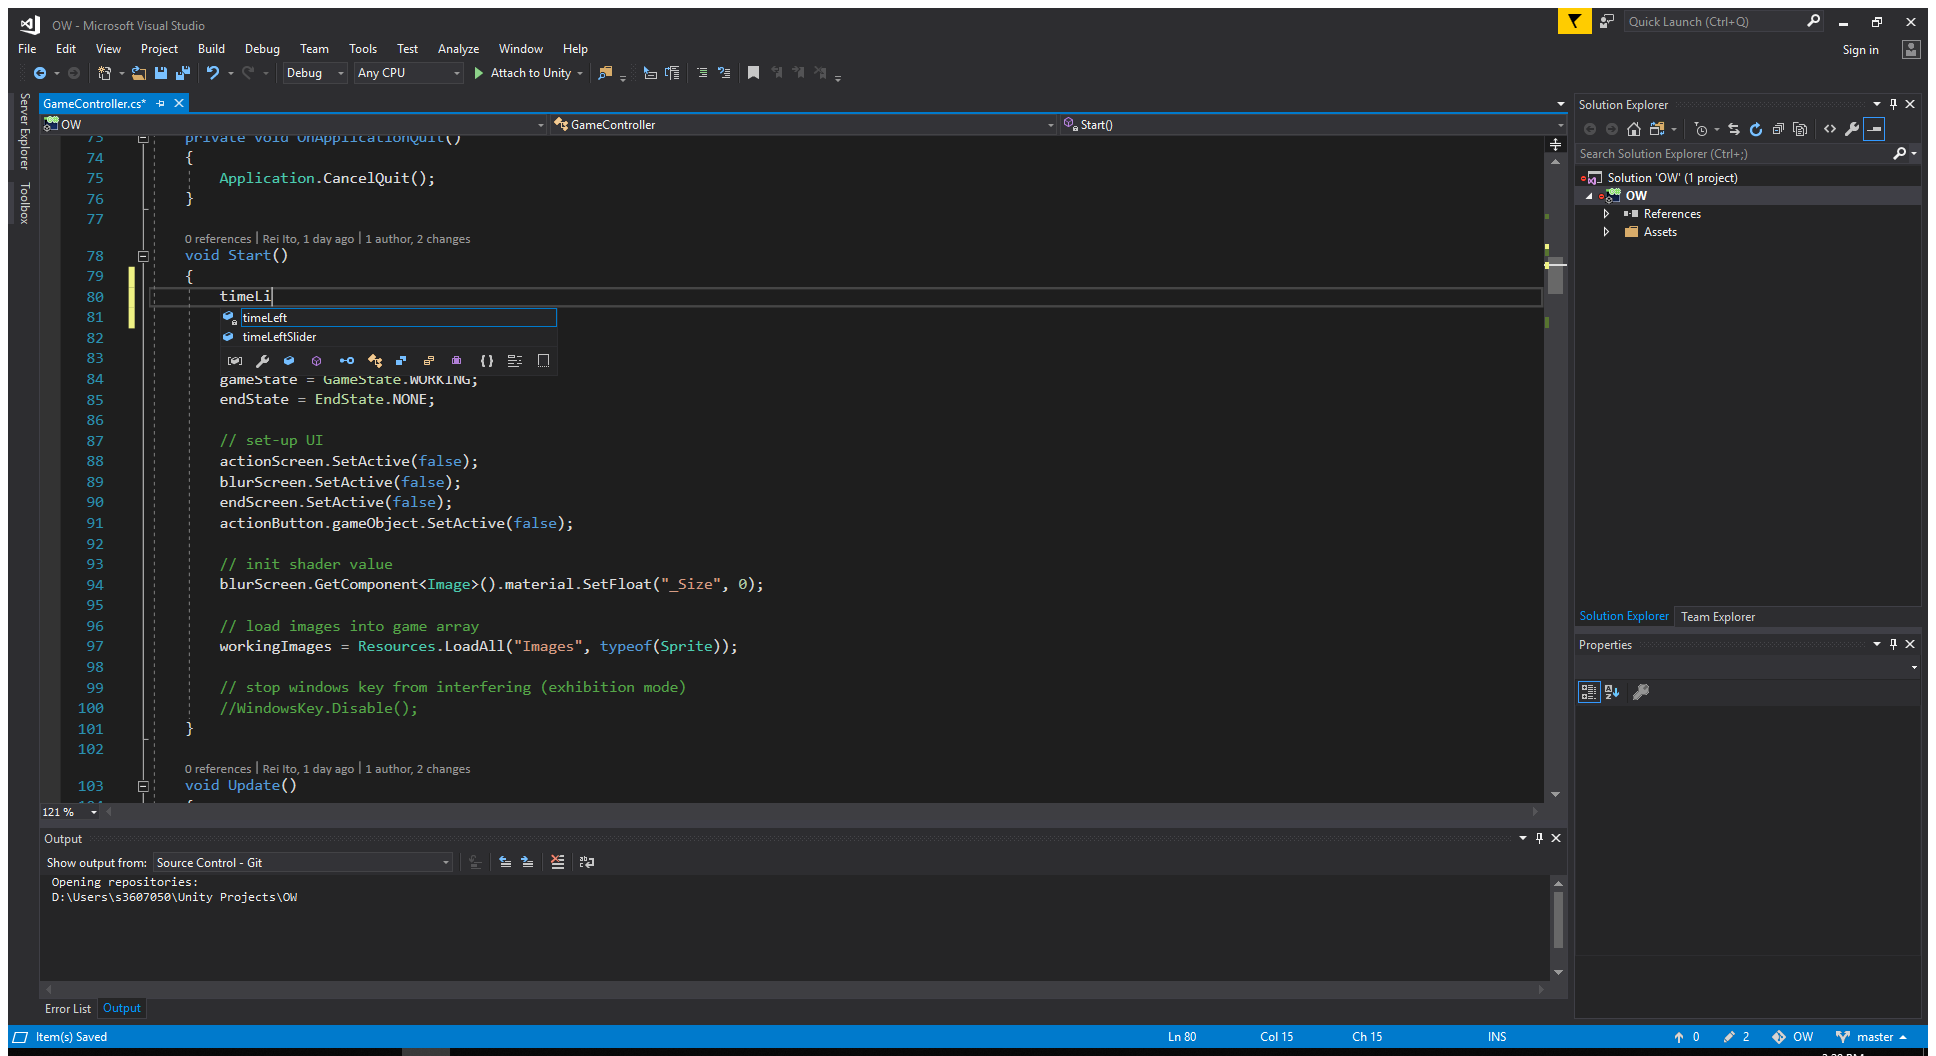 OW - Microsoft Visual Studio
Quick Launch (Ctrl+Q)
File Edit View Project Build Debug Team Tools Test Analyze Window Help
Sign in
Debug Any CPU Attach to Unity
Server Explorer
Toolbox
GameController.cs*
OW GameController Start()
73 private void OnApplicationQuit()
74 {
75 Application.CancelQuit();
76 }
77
0 references | Rei Ito, 1 day ago | 1 author, 2 changes
78 void Start()
79 {
80 timeLi
81 timeLeft
82 timeLeftSlider
83
84 gameState = GameState.WORKING;
85 endState = EndState.NONE;
86
87 // set-up UI
88 actionScreen.SetActive(false);
89 blurScreen.SetActive(false);
90 endScreen.SetActive(false);
91 actionButton.gameObject.SetActive(false);
92
93 // init shader value
94 blurScreen.GetComponent<Image>().material.SetFloat("_Size", 0);
95
96 // load images into game array
97 workingImages = Resources.LoadAll("Images", typeof(Sprite));
98
99 // stop windows key from interfering (exhibition mode)
100 //WindowsKey.Disable();
101 }
102
0 references | Rei Ito, 1 day ago | 1 author, 2 changes
103 void Update()
121 %
Output
Show output from: Source Control - Git
Opening repositories:
D:\Users\s3607050\Unity Projects\OW
Error List Output
Solution Explorer
Search Solution Explorer (Ctrl+;)
Solution 'OW' (1 project)
OW
References
Assets
Solution Explorer Team Explorer
Properties
Item(s) Saved Ln 80 Col 15 Ch 15 INS 0 2 OW master